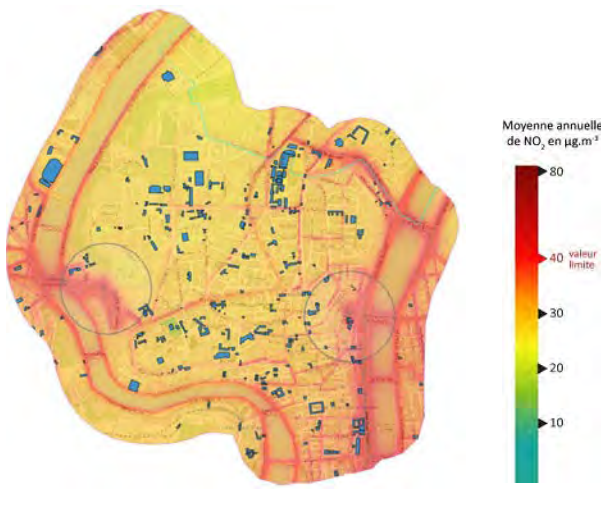 Moyenne annuelle
de NO₂ en µg.m⁻³
80
40 valeur
limite
30
20
10